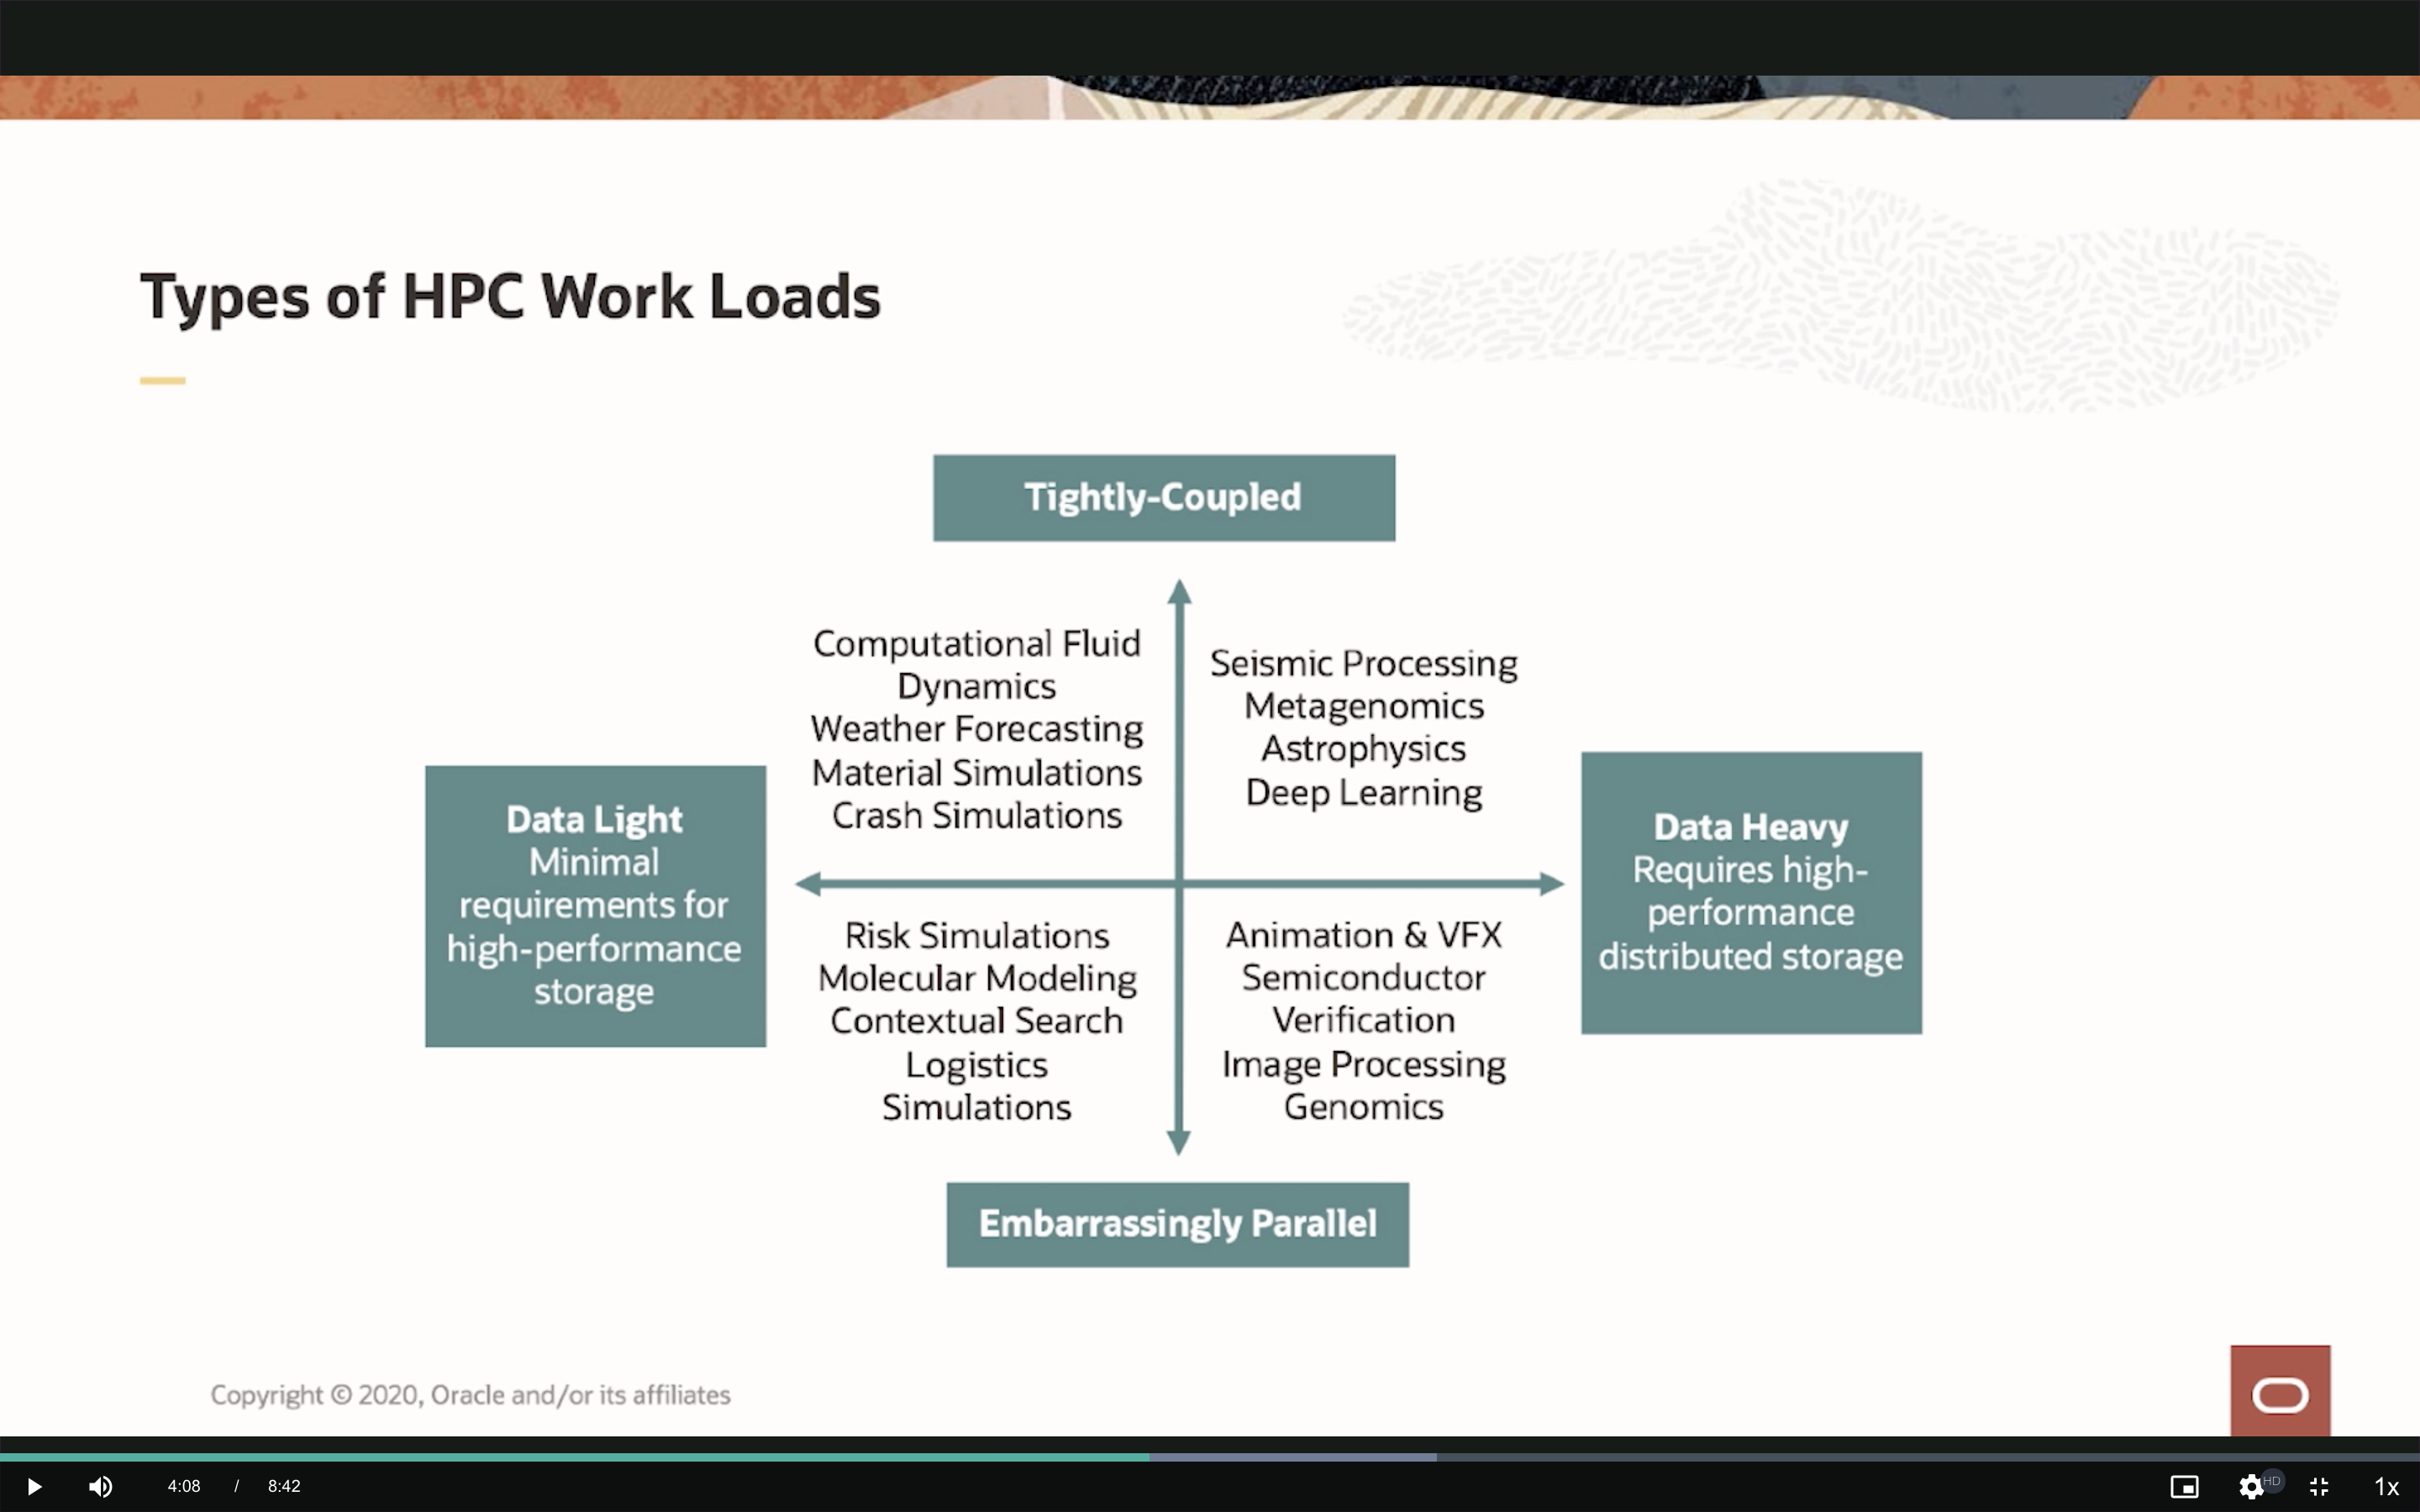 Types of HPC Work Loads
Tightly-Coupled
Computational Fluid
Dynamics
Weather Forecasting
Material Simulations
Crash Simulations
Seismic Processing
Metagenomics
Astrophysics
Deep Learning
Data Light
Minimal
requirements for
high-performance
storage
Data Heavy
Requires high-
performance
distributed storage
Risk Simulations
Molecular Modeling
Contextual Search
Logistics
Simulations
Animation & VFX
Semiconductor
Verification
Image Processing
Genomics
Embarrassingly Parallel
Copyright © 2020, Oracle and/or its affiliates
4:08 / 8:42
HD
1x